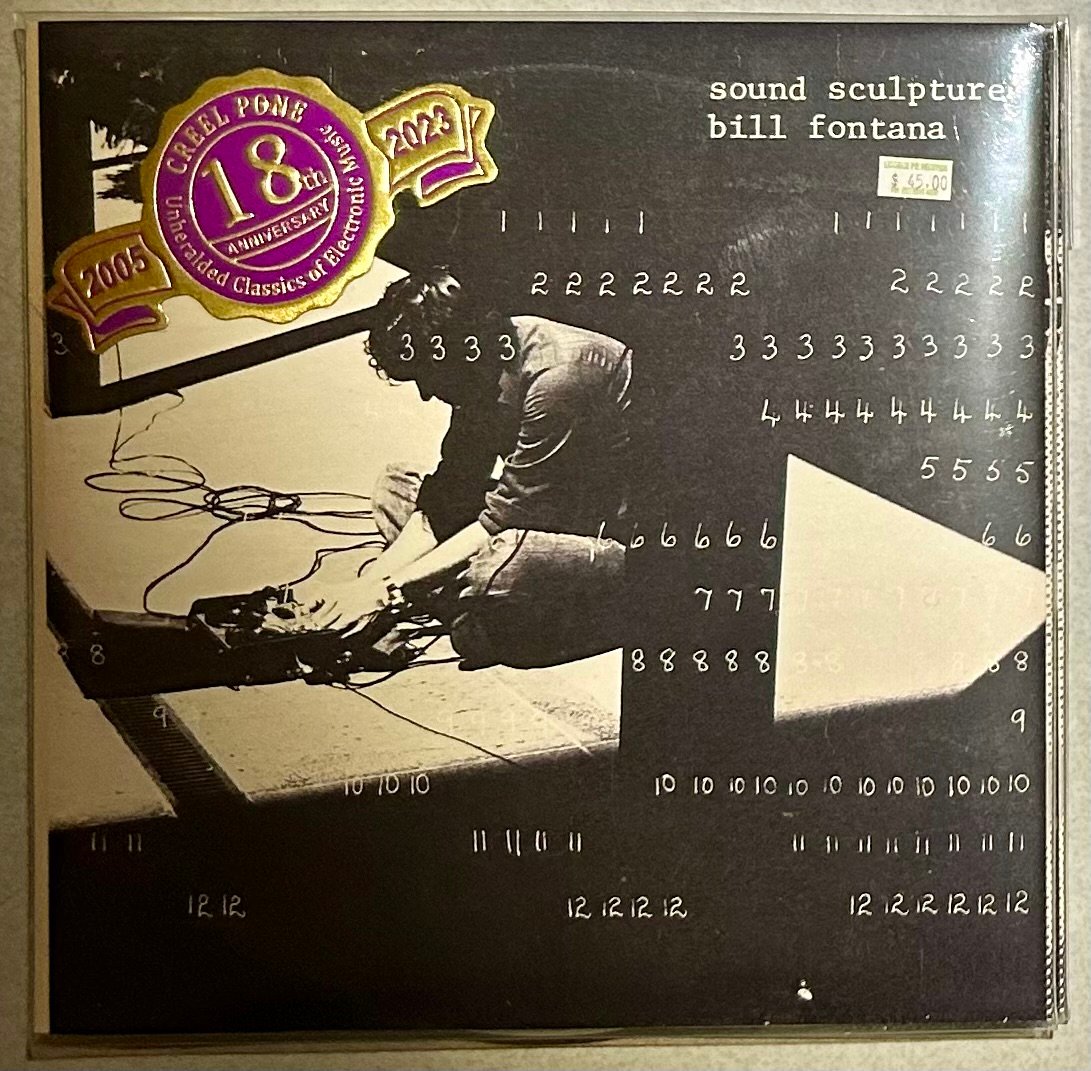 sound sculpture
bill fontana
CREEL PONE
18th
ANNIVERSARY
Unheralded Classics of Electronic Music
2005
2023
$ 45.00
1 1 1 1 1 1 1 1 1 1 1 1
2 2 2 2 2 2 2 2 2 2 2 2
3 3 3 3 3 3 3 3 3 3 3 3 3 3 3
4 4 4 4 4 4 4 4 4
5 5 5 5
6 6 6 6 6 6 6 6
7 7 7
8 8 8 8 8 8 8 8
9 9
10 10 10 10 10 10 10 10 10 10 10 10 10 10 10
11 11 11 11 11 11 11 11 11 11 11 11 11 11
12 12 12 12 12 12 12 12 12 12 12 12